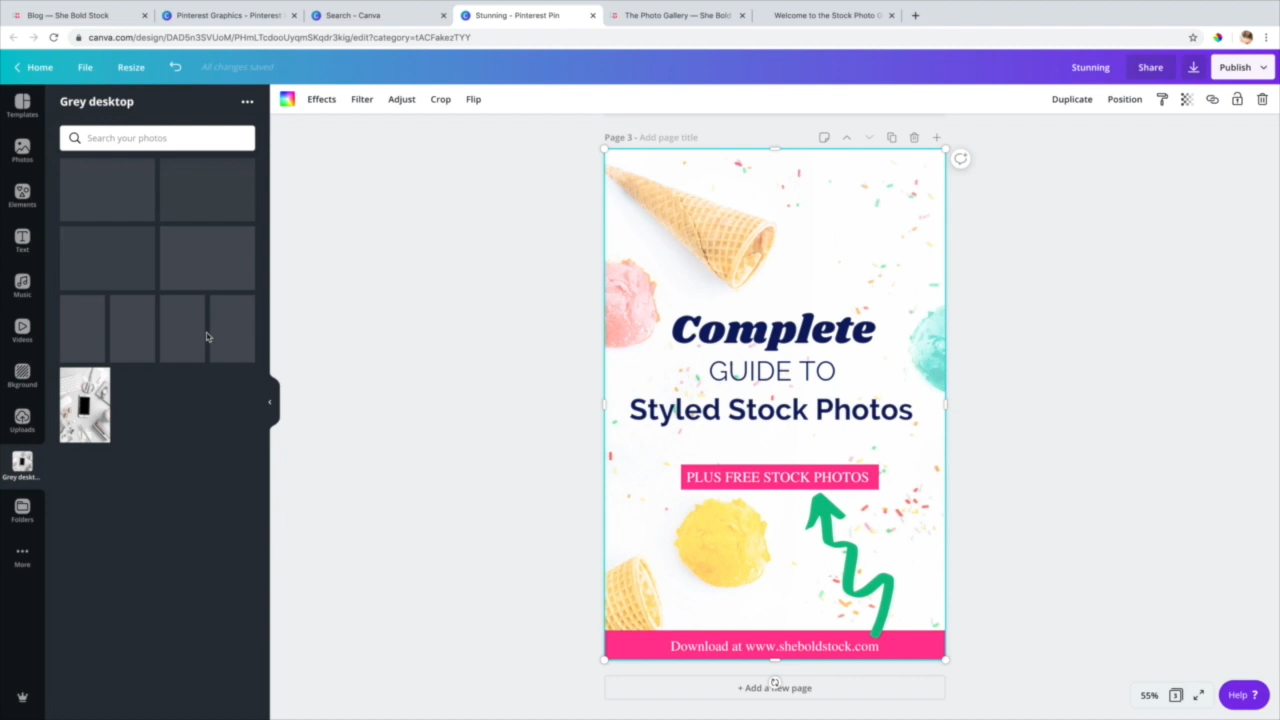 Blog — She Bold Stock
Pinterest Graphics - Pinterest
Search - Canva
Stunning - Pinterest Pin
The Photo Gallery — She Bold
Welcome to the Stock Photo G
canva.com/design/DAD5n3SVUoM/PHmLTcdooUyqmSKqdr3kig/edit?category=tACFakezTYY
Home File Resize All changes saved Stunning Share Publish
Grey desktop
Effects Filter Adjust Crop Flip Duplicate Position
Templates
Search your photos
Page 3 - Add page title
Photos
Elements
Text
Music
Videos
Bkground
Uploads
Grey deskt...
Folders
More
Complete
GUIDE TO
Styled Stock Photos
PLUS FREE STOCK PHOTOS
Download at www.sheboldstock.com
+ Add a new page
55% 3 Help ?